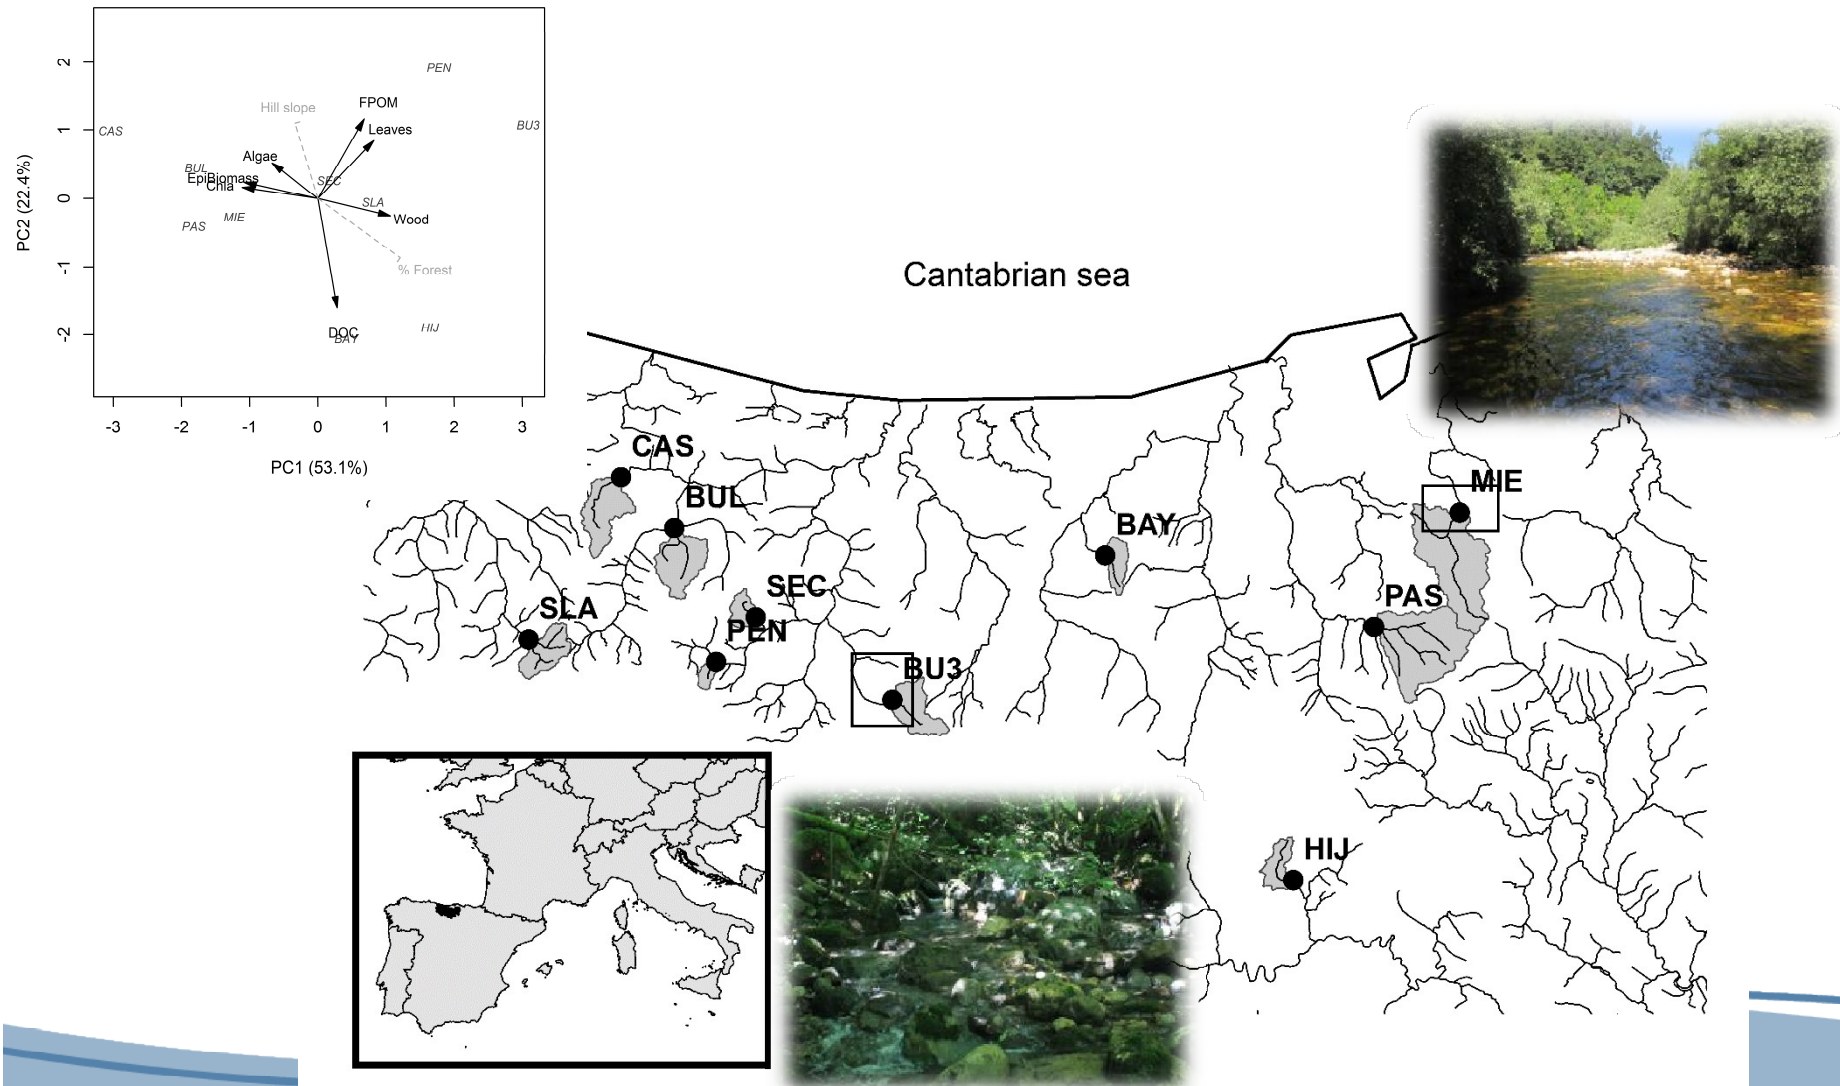 2
1
0
-1
-2
PC2 (22.4%)
PEN
FPOM
Hill slope
Leaves
BU3
CAS
Algae
BUL
EpiBiomass
Chla
SEC
SLA
Wood
MIE
PAS
% Forest
DOC
BAY
HIJ
-3 -2 -1 0 1 2 3
PC1 (53.1%)
Cantabrian sea
CAS
BUL
MIE
BAY
SEC
SLA
PAS
PEN
BU3
HIJ